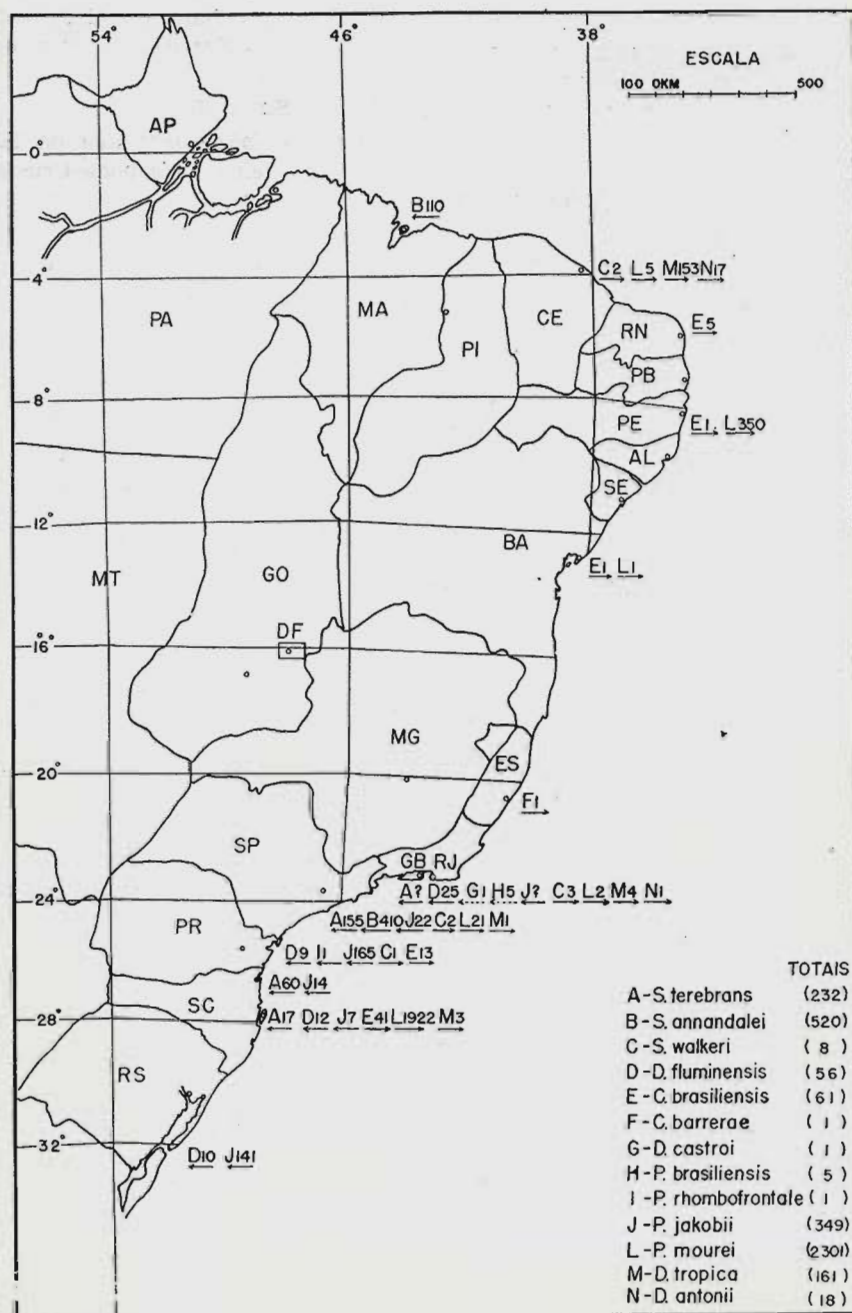 54° 46° 38°
ESCALA
100 0KM 500
AP
0°
B110
C2 L5 M153 N17
4°
PA MA CE
RN E5
PI
PB
8°
PE E1, L350
AL
SE
12°
BA
E1 L1
MT GO
DF
16°
MG
ES
20°
F1
SP
GB RJ
A? D25 G1 H5 J? C3 L2 M4 N1
24°
A155 B410 J22 C2 L21 M1
PR
D9 I1 J165 C1 E13
A60 J14
SC
28° A17 D12 J7 E41 L1922 M3
RS
32°
D10 J141
TOTAIS
A-S. terebrans (232)
B-S. annandalei (520)
C-S. walkeri (8)
D-D. fluminensis (56)
E-C. brasiliensis (61)
F-C. barrerae (1)
G-D. castroi (1)
H-P. brasiliensis (5)
I-P. rhombofrontale (1)
J-P. jakobii (349)
L-P. mourei (2301)
M-D. tropica (161)
N-D. antonii (18)